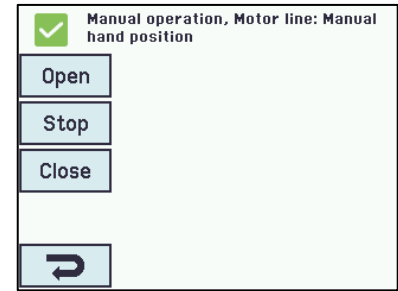 Manual operation, Motor line: Manual
hand position
Open
Stop
Close